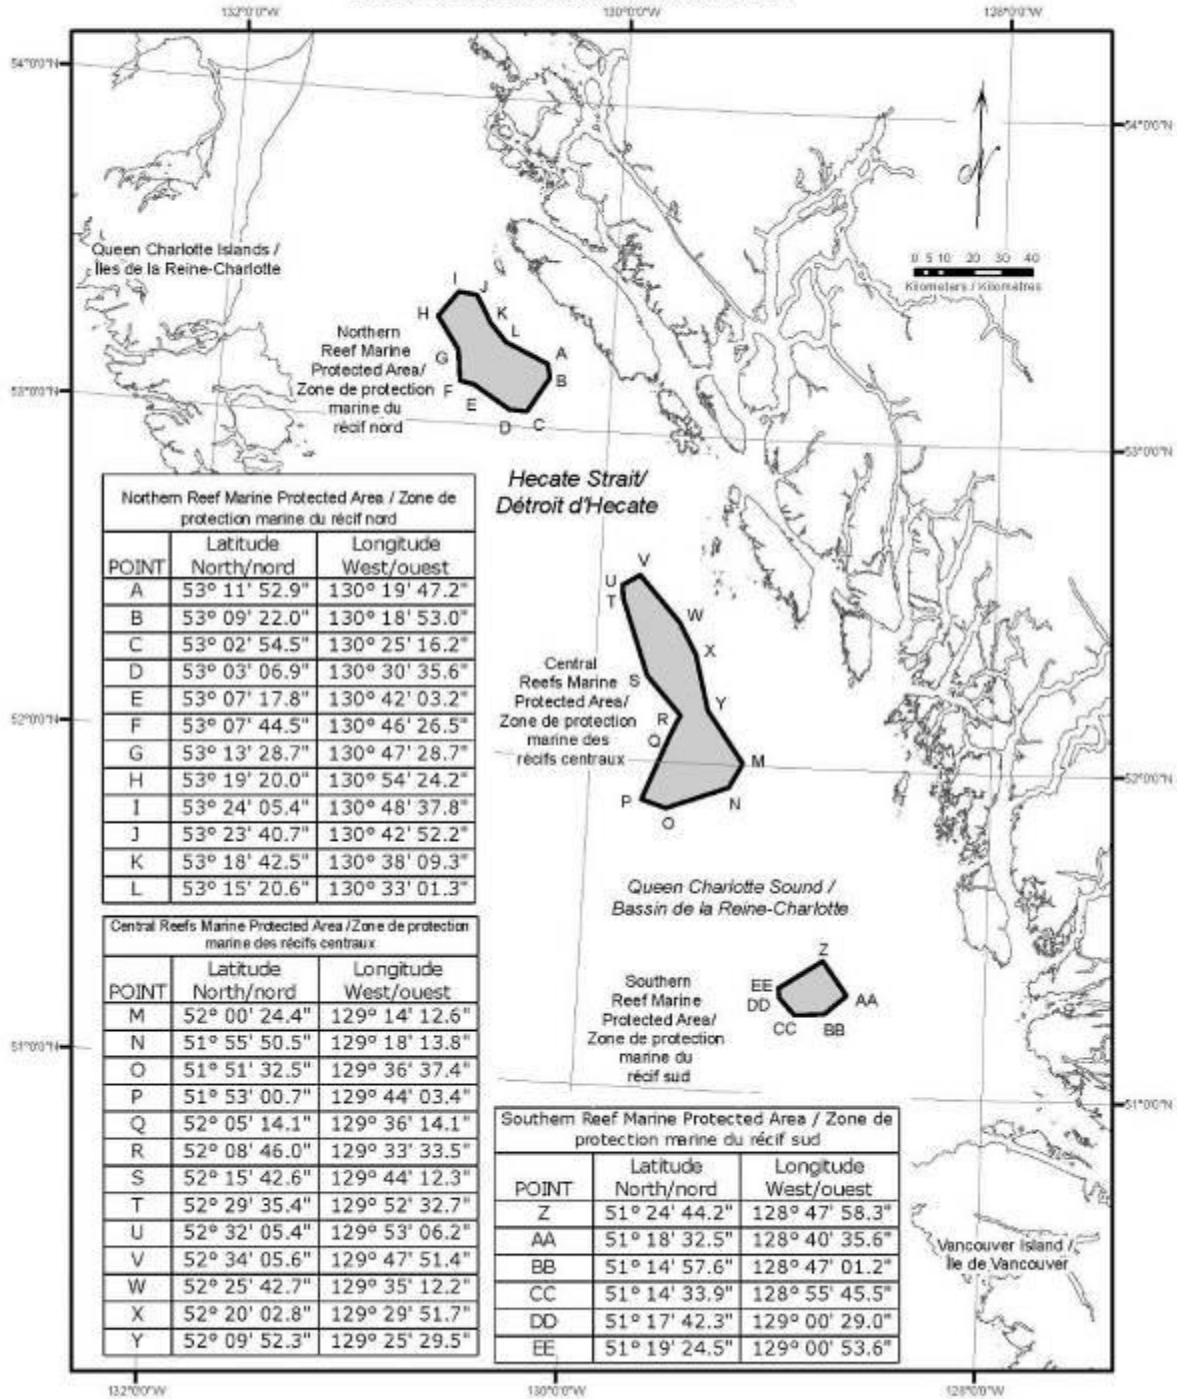 132°0'0"W 130°0'0"W 128°0'0"W
54°0'0"N
54°0'0"N
Queen Charlotte Islands /
Îles de la Reine-Charlotte
0 5 10 20 30 40
Kilometers / Kilomètres
I
J
H
K
L
Northern
Reef Marine
Protected Area/
Zone de protection
marine du
récif nord
G
A
F
B
E
D
C
53°0'0"N
53°0'0"N
Hecate Strait/
Détroit d'Hecate
Northern Reef Marine Protected Area / Zone de
protection marine du récif nord
POINT Latitude North/nord Longitude West/ouest
A 53° 11' 52.9" 130° 19' 47.2"
B 53° 09' 22.0" 130° 18' 53.0"
C 53° 02' 54.5" 130° 25' 16.2"
D 53° 03' 06.9" 130° 30' 35.6"
E 53° 07' 17.8" 130° 42' 03.2"
F 53° 07' 44.5" 130° 46' 26.5"
G 53° 13' 28.7" 130° 47' 28.7"
H 53° 19' 20.0" 130° 54' 24.2"
I 53° 24' 05.4" 130° 48' 37.8"
J 53° 23' 40.7" 130° 42' 52.2"
K 53° 18' 42.5" 130° 38' 09.3"
L 53° 15' 20.6" 130° 33' 01.3"
V
U
T
W
X
S
Y
R
Q
M
N
P
O
Central
Reefs Marine
Protected Area/
Zone de protection
marine des
récifs centraux
52°0'0"N
52°0'0"N
Queen Charlotte Sound /
Bassin de la Reine-Charlotte
Central Reefs Marine Protected Area /Zone de protection
marine des récifs centraux
POINT Latitude North/nord Longitude West/ouest
M 52° 00' 24.4" 129° 14' 12.6"
N 51° 55' 50.5" 129° 18' 13.8"
O 51° 51' 32.5" 129° 36' 37.4"
P 51° 53' 00.7" 129° 44' 03.4"
Q 52° 05' 14.1" 129° 36' 14.1"
R 52° 08' 46.0" 129° 33' 33.5"
S 52° 15' 42.6" 129° 44' 12.3"
T 52° 29' 35.4" 129° 52' 32.7"
U 52° 32' 05.4" 129° 53' 06.2"
V 52° 34' 05.6" 129° 47' 51.4"
W 52° 25' 42.7" 129° 35' 12.2"
X 52° 20' 02.8" 129° 29' 51.7"
Y 52° 09' 52.3" 129° 25' 29.5"
Z
EE
DD
AA
CC
BB
Southern
Reef Marine
Protected Area/
Zone de protection
marine du
récif sud
51°0'0"N
51°0'0"N
Southern Reef Marine Protected Area / Zone de
protection marine du récif sud
POINT Latitude North/nord Longitude West/ouest
Z 51° 24' 44.2" 128° 47' 58.3"
AA 51° 18' 32.5" 128° 40' 35.6"
BB 51° 14' 57.6" 128° 47' 01.2"
CC 51° 14' 33.9" 128° 55' 45.5"
DD 51° 17' 42.3" 129° 00' 29.0"
EE 51° 19' 24.5" 129° 00' 53.6"
Vancouver Island /
Île de Vancouver
132°0'0"W 130°0'0"W 128°0'0"W